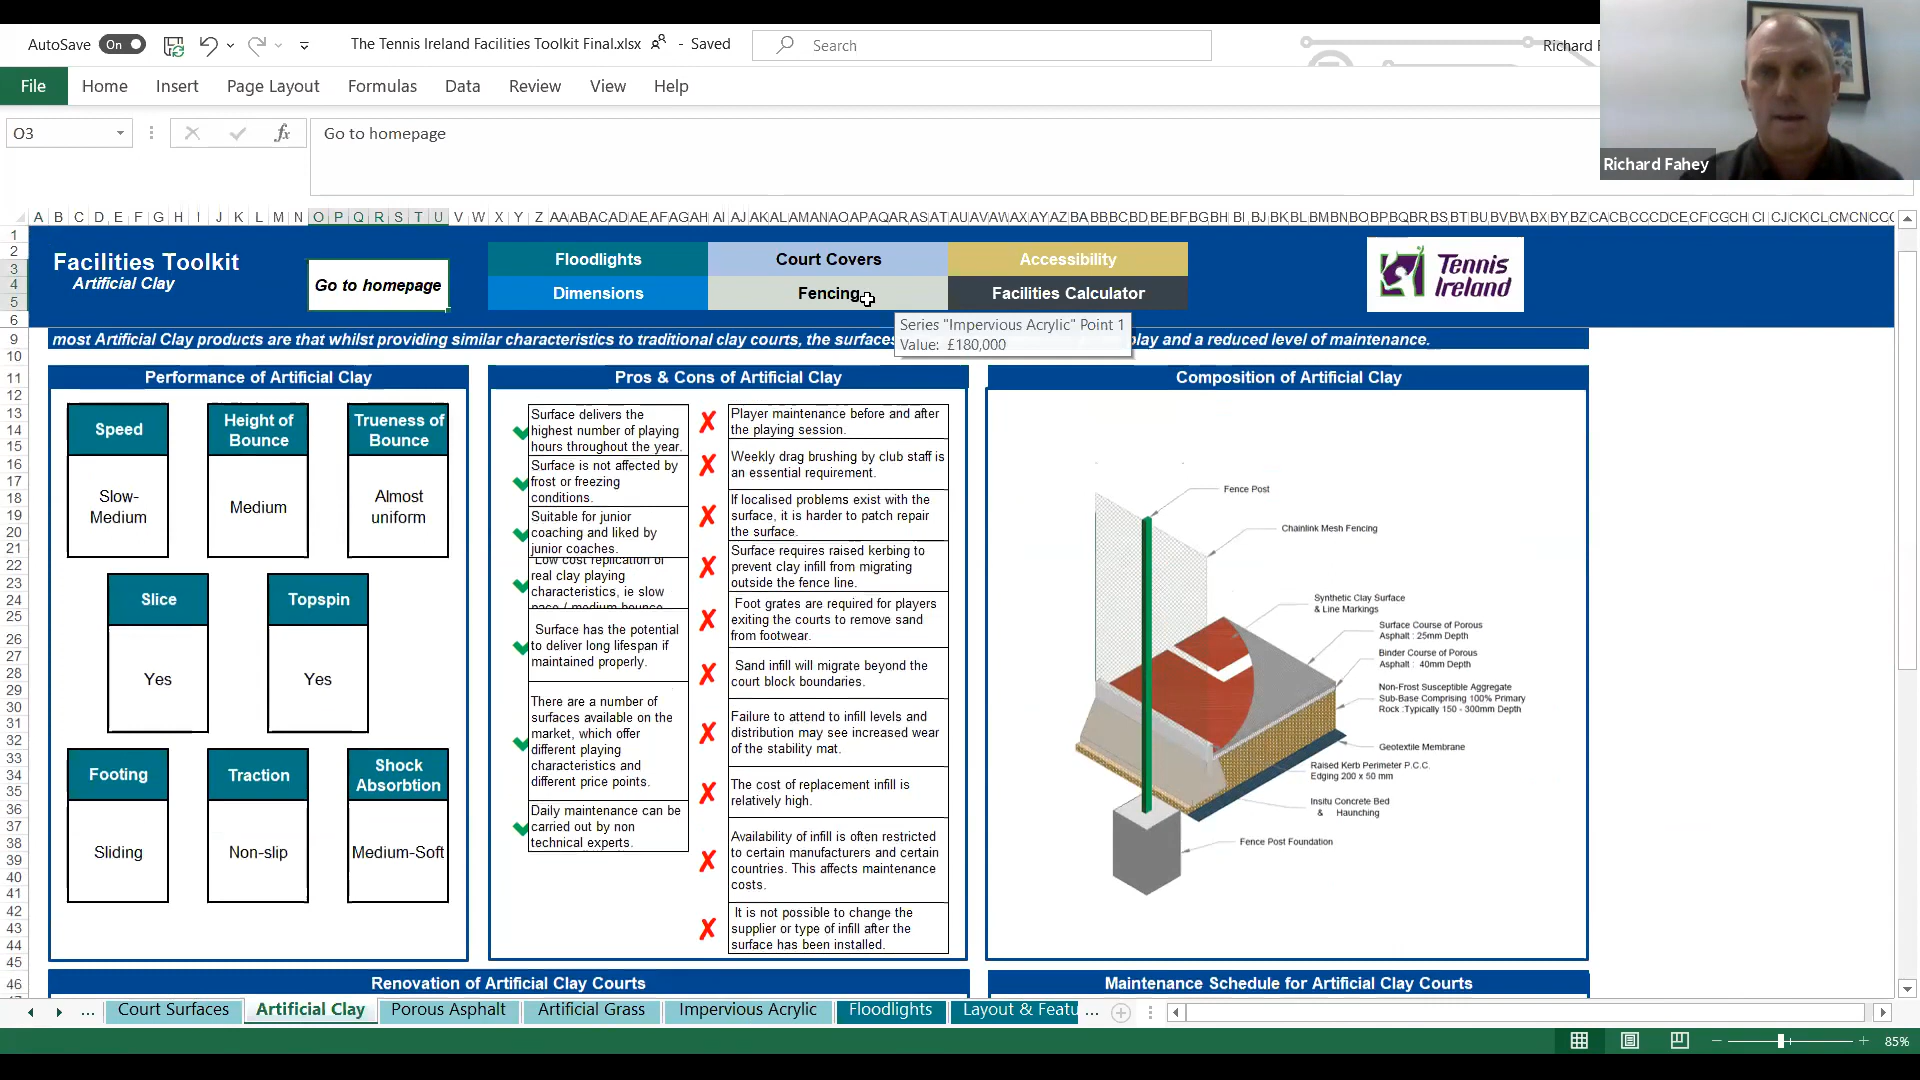 AutoSave On The Tennis Ireland Facilities Toolkit Final.xlsx - Saved Search Richard F
File Home Insert Page Layout Formulas Data Review View Help
O3 fx Go to homepage
Richard Fahey
Facilities Toolkit
Artificial Clay
Go to homepage
Floodlights Court Covers Accessibility
Dimensions Fencing Facilities Calculator
Tennis
Ireland
Series "Impervious Acrylic" Point 1
Value: £180,000
most Artificial Clay products are that whilst providing similar characteristics to traditional clay courts, the surfaces lay and a reduced level of maintenance.
Performance of Artificial Clay
Speed
Slow-
Medium
Height of
Bounce
Medium
Trueness of
Bounce
Almost
uniform
Slice
Yes
Topspin
Yes
Footing
Sliding
Traction
Non-slip
Shock
Absorbtion
Medium-Soft
Pros & Cons of Artificial Clay
Surface delivers the
highest number of playing
hours throughout the year.
Surface is not affected by
frost or freezing
conditions.
Suitable for junior
coaching and liked by
junior coaches.
Low cost replication of
real clay playing
characteristics, ie slow
pace / medium bounce
Surface has the potential
to deliver long lifespan if
maintained properly.
There are a number of
surfaces available on the
market, which offer
different playing
characteristics and
different price points.
Daily maintenance can be
carried out by non
technical experts.
Player maintenance before and after
the playing session.
Weekly drag brushing by club staff is
an essential requirement.
If localised problems exist with the
surface, it is harder to patch repair
the surface.
Surface requires raised kerbing to
prevent clay infill from migrating
outside the fence line.
Foot grates are required for players
exiting the courts to remove sand
from footwear.
Sand infill will migrate beyond the
court block boundaries.
Failure to attend to infill levels and
distribution may see increased wear
of the stability mat.
The cost of replacement infill is
relatively high.
Availability of infill is often restricted
to certain manufacturers and certain
countries. This affects maintenance
costs.
It is not possible to change the
supplier or type of infill after the
surface has been installed.
Composition of Artificial Clay
Fence Post
Chainlink Mesh Fencing
Synthetic Clay Surface
& Line Markings
Surface Course of Porous
Asphalt : 25mm Depth
Binder Course of Porous
Asphalt : 40mm Depth
Non-Frost Susceptible Aggregate
Sub-Base Comprising 100% Primary
Rock :Typically 150 - 300mm Depth
Geotextile Membrane
Raised Kerb Perimeter P.C.C.
Edging 200 x 50 mm
Insitu Concrete Bed
& Haunching
Fence Post Foundation
Renovation of Artificial Clay Courts
Maintenance Schedule for Artificial Clay Courts
... Court Surfaces Artificial Clay Porous Asphalt Artificial Grass Impervious Acrylic Floodlights Layout & Featu ...
85%